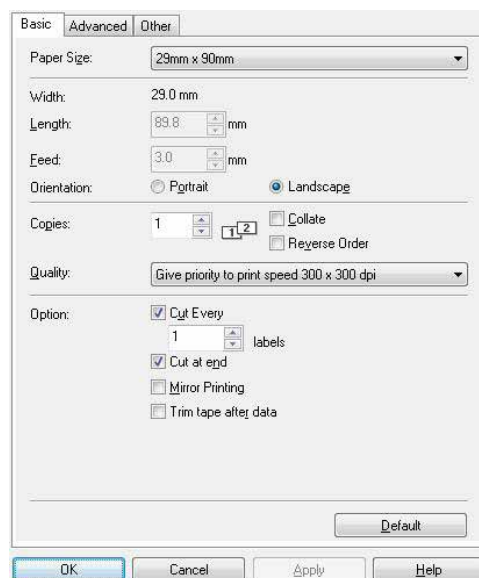 Basic Advanced Other
Paper Size: 29mm x 90mm
Width: 29.0 mm
Length: 89.8 mm
Feed: 3.0 mm
Orientation: Portrait Landscape
Copies: 1 1 2 Collate
Reverse Order
Quality: Give priority to print speed 300 x 300 dpi
Option: Cut Every
1 labels
Cut at end
Mirror Printing
Trim tape after data
Default
OK Cancel Apply Help